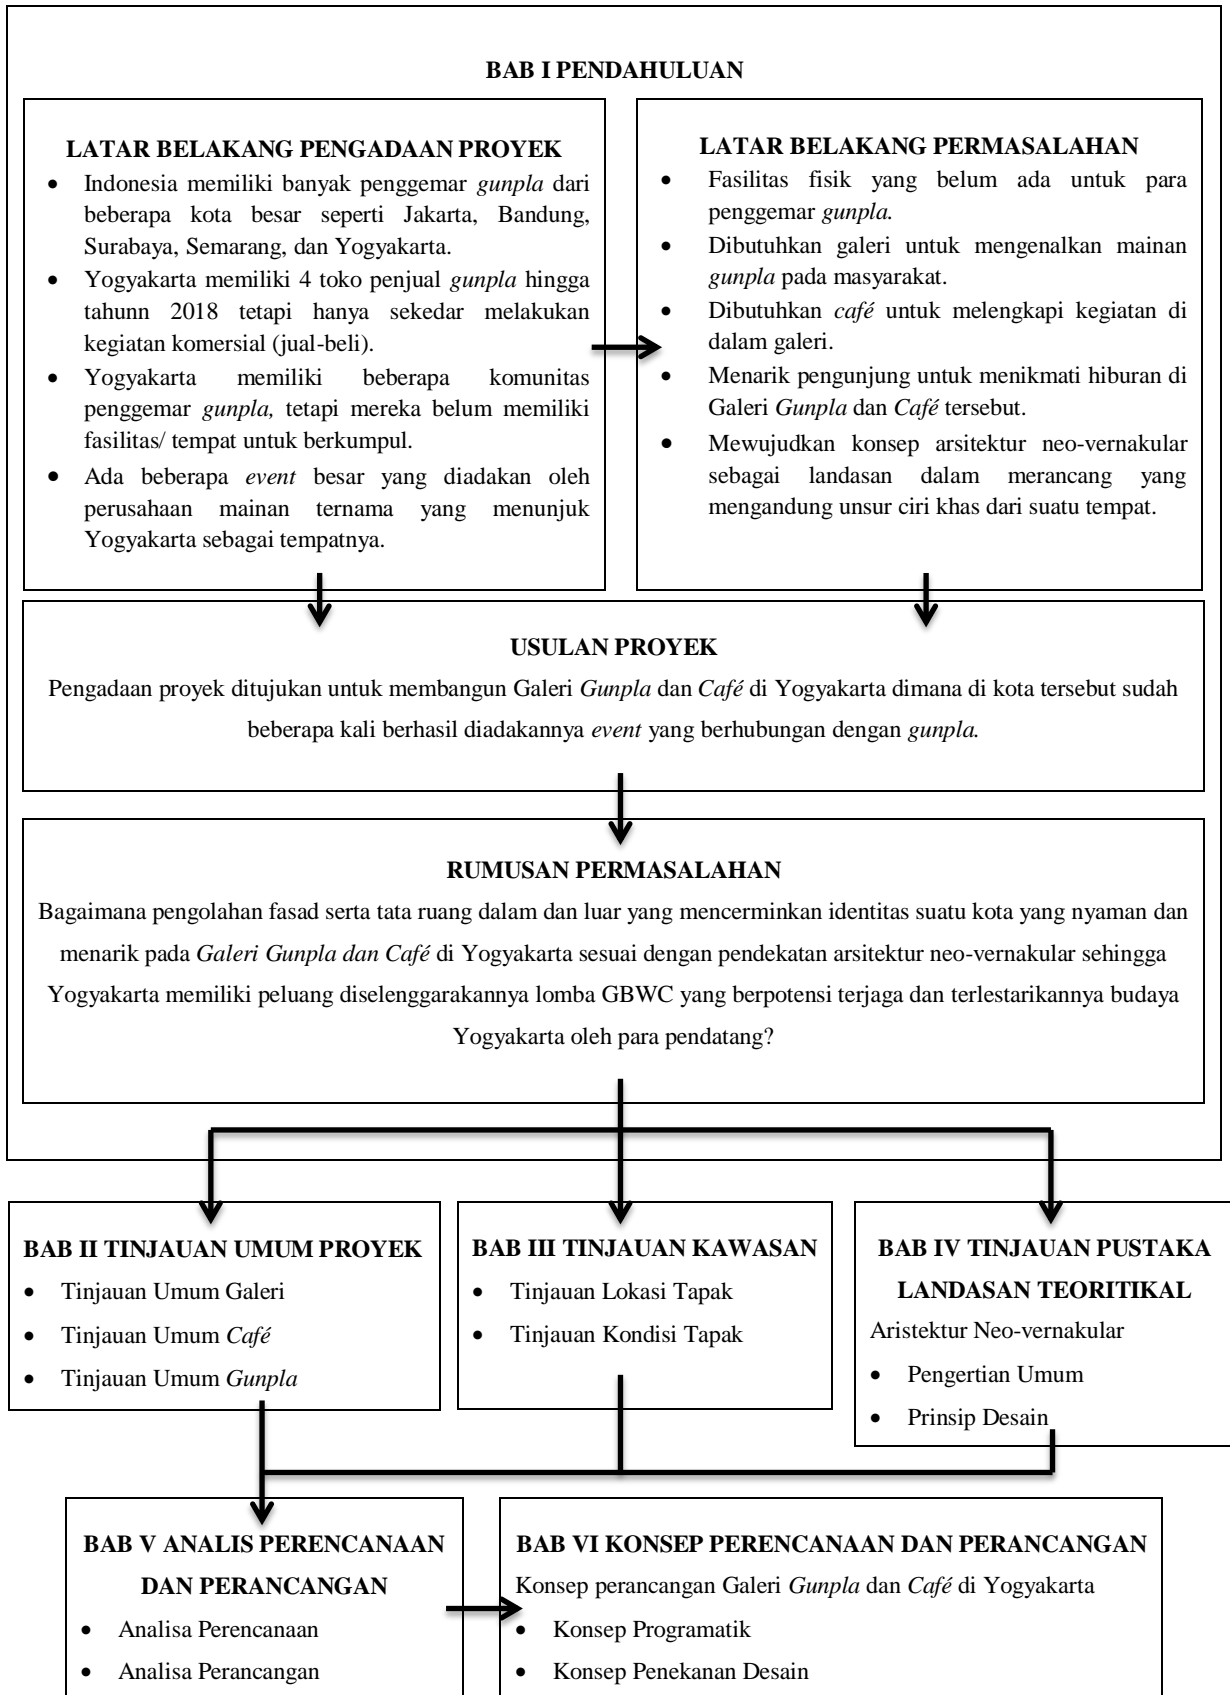 BAB I PENDAHULUAN
LATAR BELAKANG PENGADAAN PROYEK
• Indonesia memiliki banyak penggemar gunpla dari
beberapa kota besar seperti Jakarta, Bandung,
Surabaya, Semarang, dan Yogyakarta.
• Yogyakarta memiliki 4 toko penjual gunpla hingga
tahunn 2018 tetapi hanya sekedar melakukan
kegiatan komersial (jual-beli).
• Yogyakarta memiliki beberapa komunitas
penggemar gunpla, tetapi mereka belum memiliki
fasilitas/ tempat untuk berkumpul.
• Ada beberapa event besar yang diadakan oleh
perusahaan mainan ternama yang menunjuk
Yogyakarta sebagai tempatnya.
LATAR BELAKANG PERMASALAHAN
• Fasilitas fisik yang belum ada untuk para
penggemar gunpla.
• Dibutuhkan galeri untuk mengenalkan mainan
gunpla pada masyarakat.
• Dibutuhkan café untuk melengkapi kegiatan di
dalam galeri.
• Menarik pengunjung untuk menikmati hiburan di
Galeri Gunpla dan Café tersebut.
• Mewujudkan konsep arsitektur neo-vernakular
sebagai landasan dalam merancang yang
mengandung unsur ciri khas dari suatu tempat.
USULAN PROYEK
Pengadaan proyek ditujukan untuk membangun Galeri Gunpla dan Café di Yogyakarta dimana di kota tersebut sudah
beberapa kali berhasil diadakannya event yang berhubungan dengan gunpla.
RUMUSAN PERMASALAHAN
Bagaimana pengolahan fasad serta tata ruang dalam dan luar yang mencerminkan identitas suatu kota yang nyaman dan
menarik pada Galeri Gunpla dan Café di Yogyakarta sesuai dengan pendekatan arsitektur neo-vernakular sehingga
Yogyakarta memiliki peluang diselenggarakannya lomba GBWC yang berpotensi terjaga dan terlestarikannya budaya
Yogyakarta oleh para pendatang?
BAB II TINJAUAN UMUM PROYEK
• Tinjauan Umum Galeri
• Tinjauan Umum Café
• Tinjauan Umum Gunpla
BAB III TINJAUAN KAWASAN
• Tinjauan Lokasi Tapak
• Tinjauan Kondisi Tapak
BAB IV TINJAUAN PUSTAKA
LANDASAN TEORITIKAL
Aristektur Neo-vernakular
• Pengertian Umum
• Prinsip Desain
BAB V ANALIS PERENCANAAN
DAN PERANCANGAN
• Analisa Perencanaan
• Analisa Perancangan
BAB VI KONSEP PERENCANAAN DAN PERANCANGAN
Konsep perancangan Galeri Gunpla dan Café di Yogyakarta
• Konsep Programatik
• Konsep Penekanan Desain